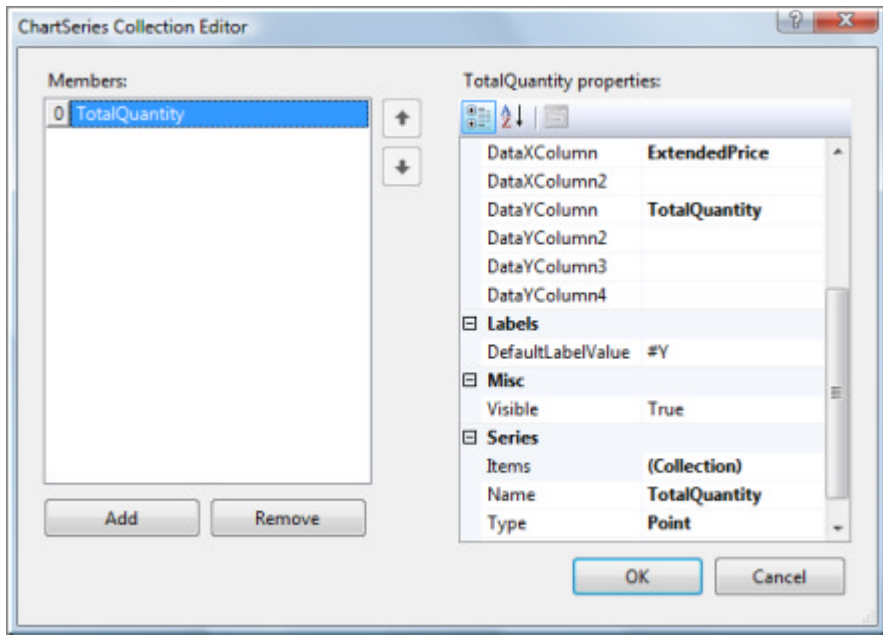 ChartSeries Collection Editor
Members:
0 TotalQuantity
Add Remove
TotalQuantity properties:
DataXColumn ExtendedPrice
DataXColumn2
DataYColumn TotalQuantity
DataYColumn2
DataYColumn3
DataYColumn4
Labels
DefaultLabelValue #Y
Misc
Visible True
Series
Items (Collection)
Name TotalQuantity
Type Point
OK Cancel